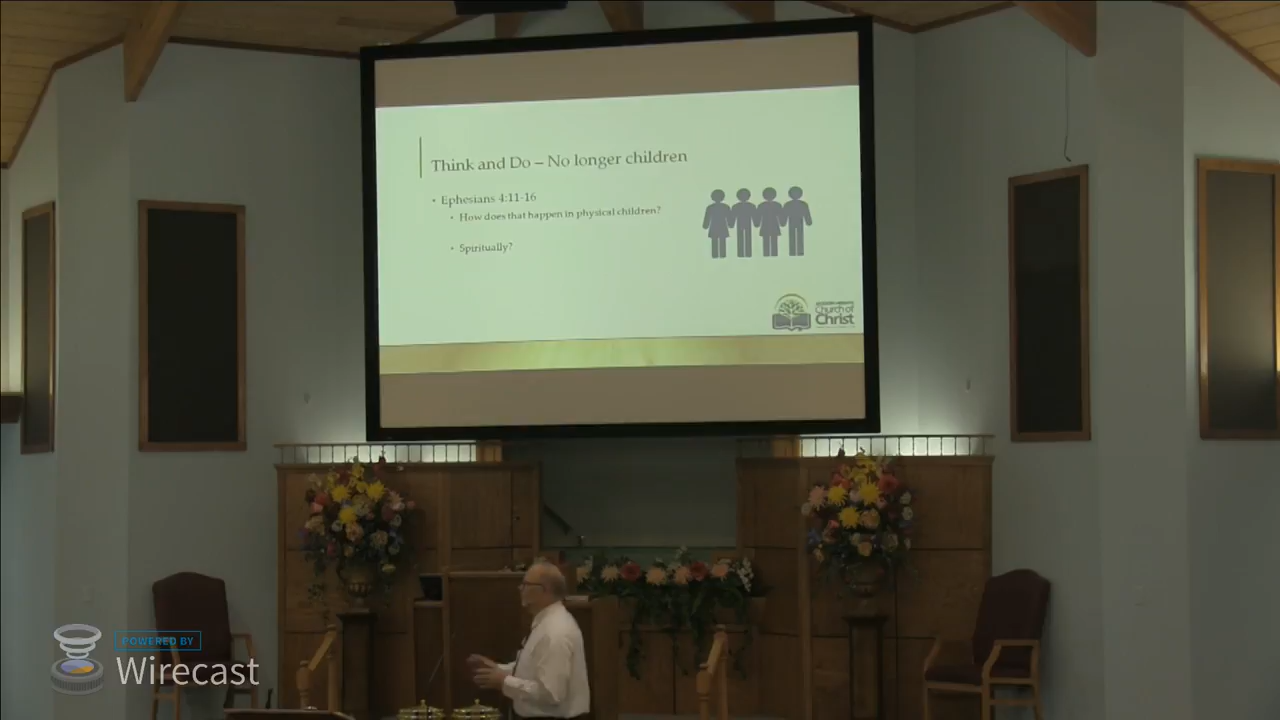 Think and Do – No longer children
• Ephesians 4:11-16
• How does that happen in physical children?
• Spiritually?
Church of
Christ
POWERED BY
Wirecast